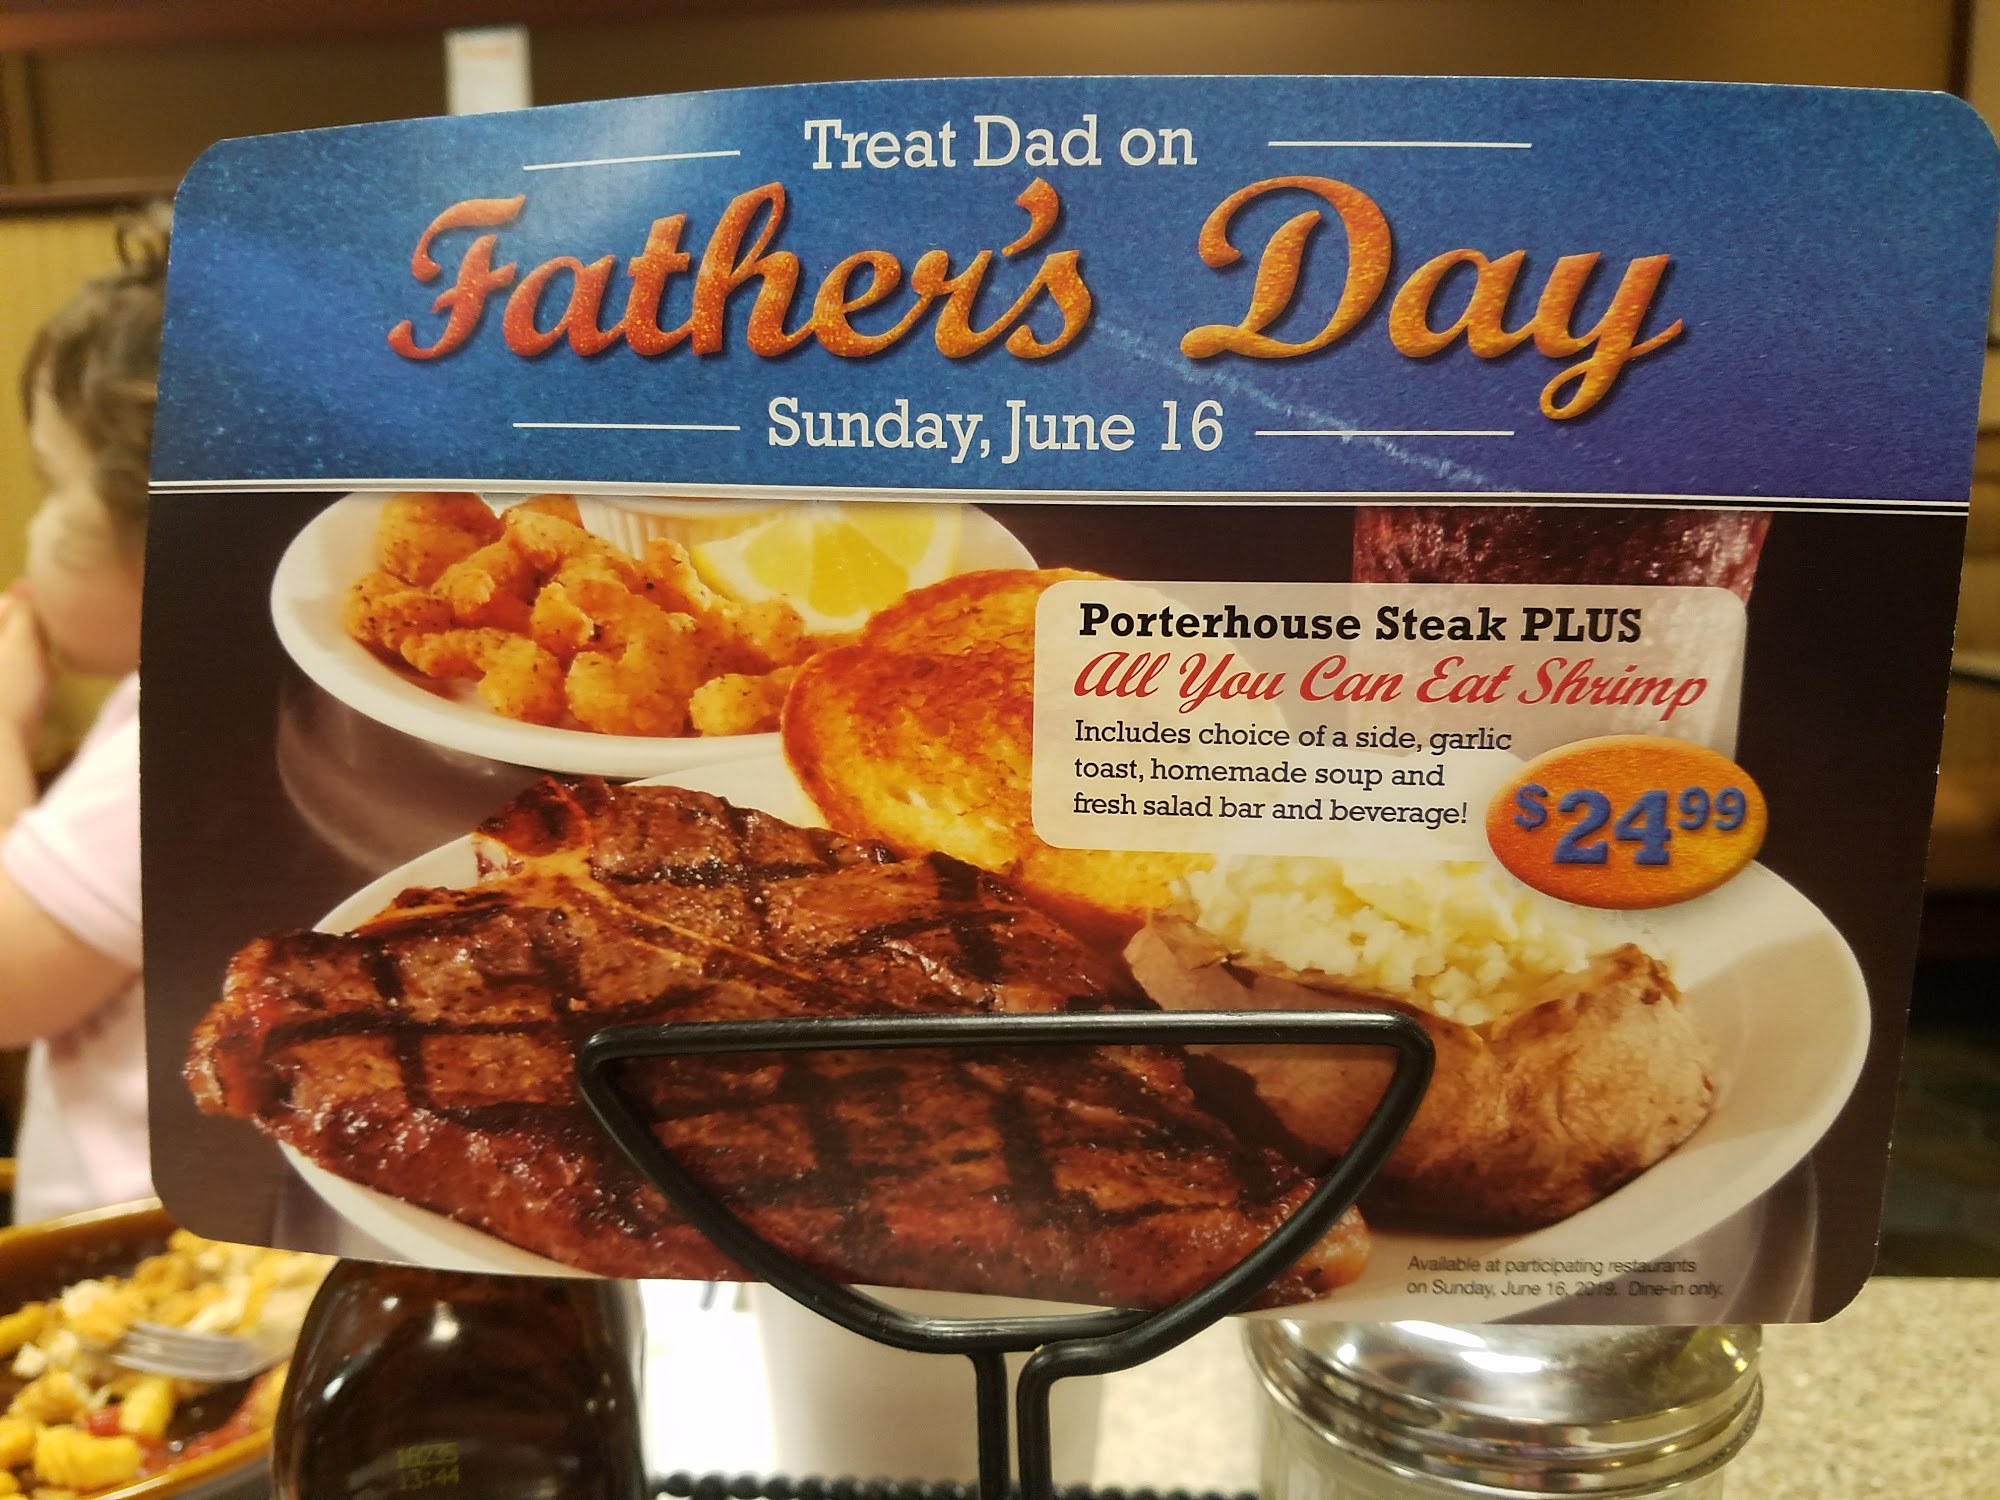 Treat Dad on
Father's Day
Sunday, June 16
Porterhouse Steak PLUS
All You Can Eat Shrimp
Includes choice of a side, garlic
toast, homemade soup and
fresh salad bar and beverage!
$24.99
Available at participating restaurants
on Sunday, June 16, 2019. Dine-in only.
13:44